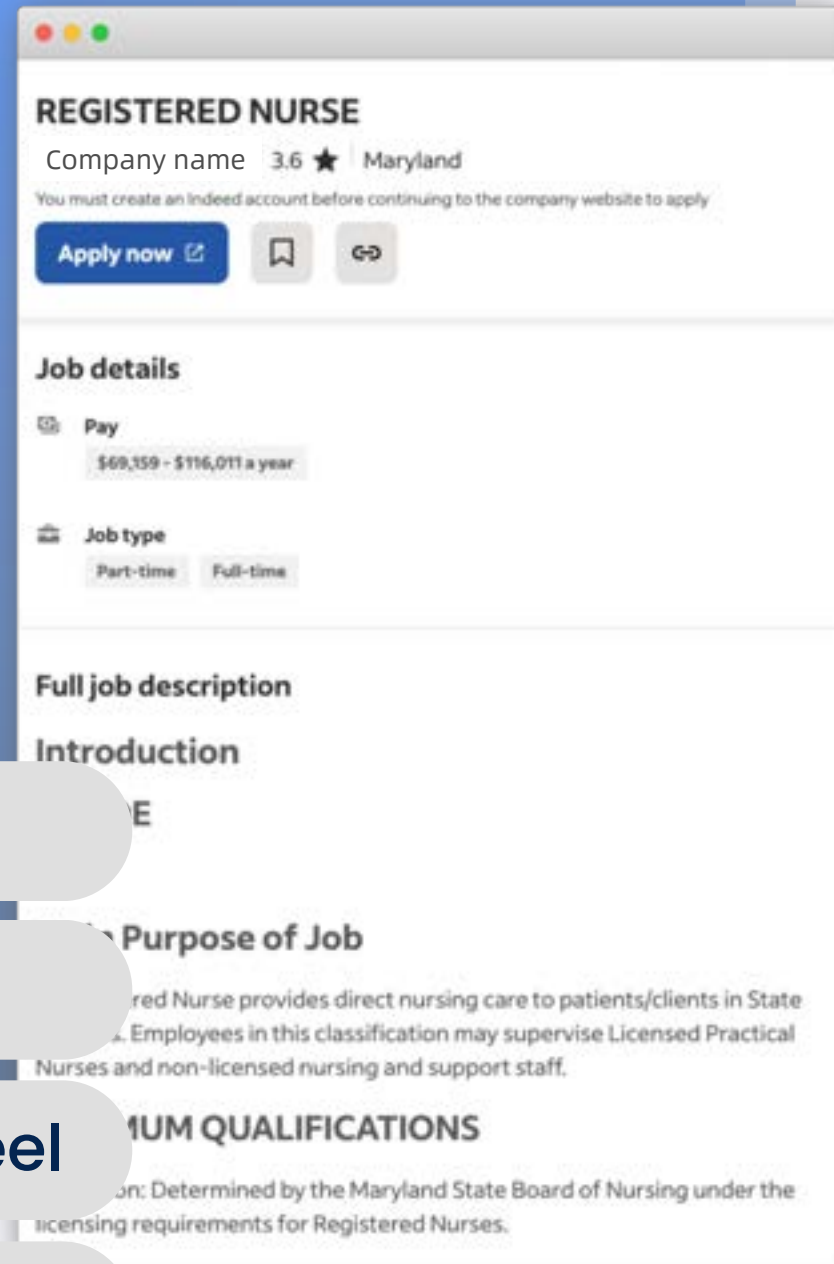 REGISTERED NURSE
Company name 3.6 ★ Maryland
You must create an Indeed account before continuing to the company website to apply
Apply now
Job details
Pay
$69,159 - $116,011 a year
Job type
Part-time Full-time
Full job description
Introduction
E
Purpose of Job
red Nurse provides direct nursing care to patients/clients in State
. Employees in this classification may supervise Licensed Practical
Nurses and non-licensed nursing and support staff.
eel
MUM QUALIFICATIONS
on: Determined by the Maryland State Board of Nursing under the
licensing requirements for Registered Nurses.